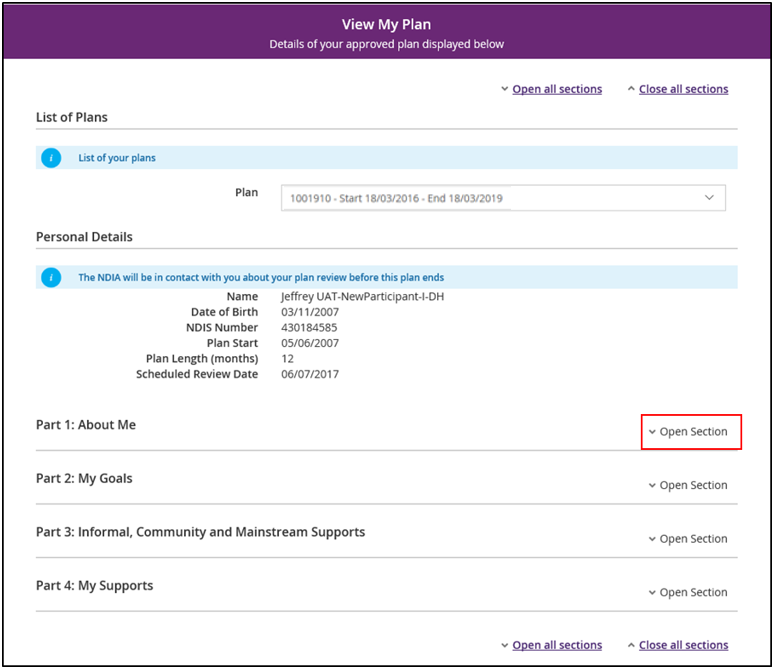 View My Plan
Details of your approved plan displayed below
Open all sections Close all sections
List of Plans
i List of your plans
Plan 1001910 - Start 18/03/2016 - End 18/03/2019
Personal Details
i The NDIA will be in contact with you about your plan review before this plan ends
Name Jeffrey UAT-NewParticipant-I-DH
Date of Birth 03/11/2007
NDIS Number 430184585
Plan Start 05/06/2007
Plan Length (months) 12
Scheduled Review Date 06/07/2017
Part 1: About Me Open Section
Part 2: My Goals Open Section
Part 3: Informal, Community and Mainstream Supports Open Section
Part 4: My Supports Open Section
Open all sections Close all sections